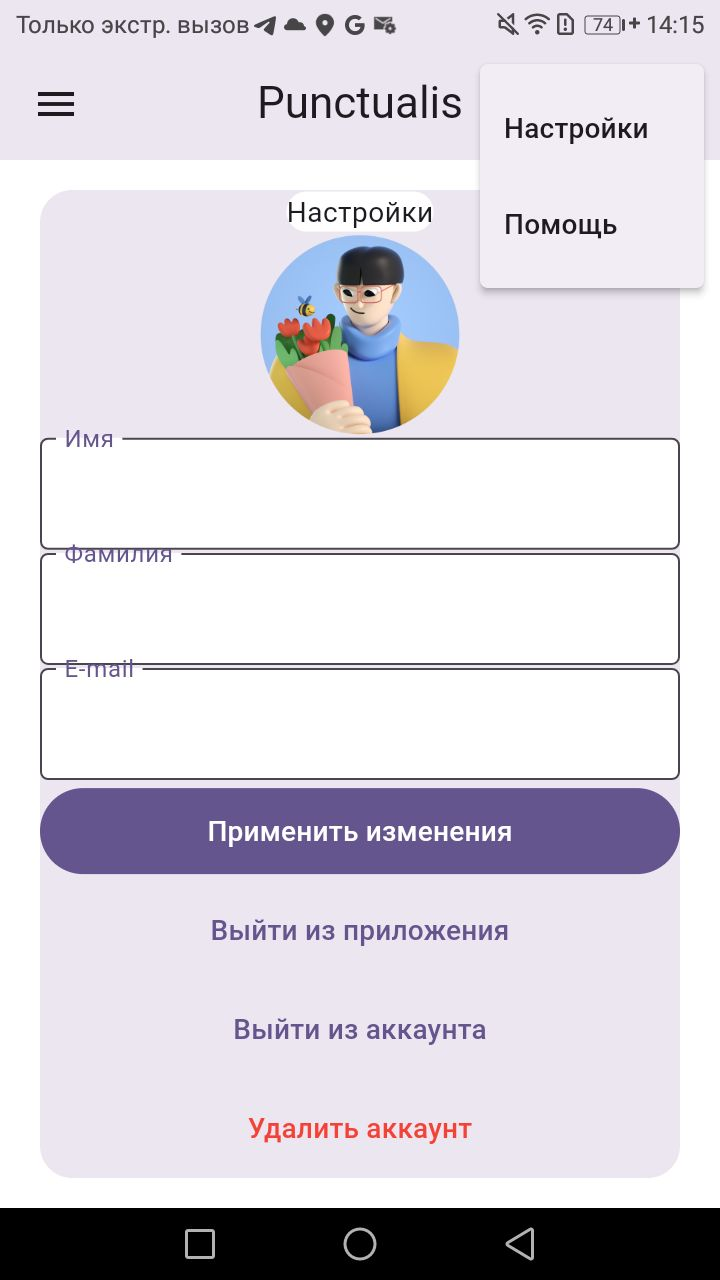 Только экстр. вызов 74 14:15
Punctualis
Настройки
Помощь
Настройки
Имя
Фамилия
E-mail
Применить изменения
Выйти из приложения
Выйти из аккаунта
Удалить аккаунт